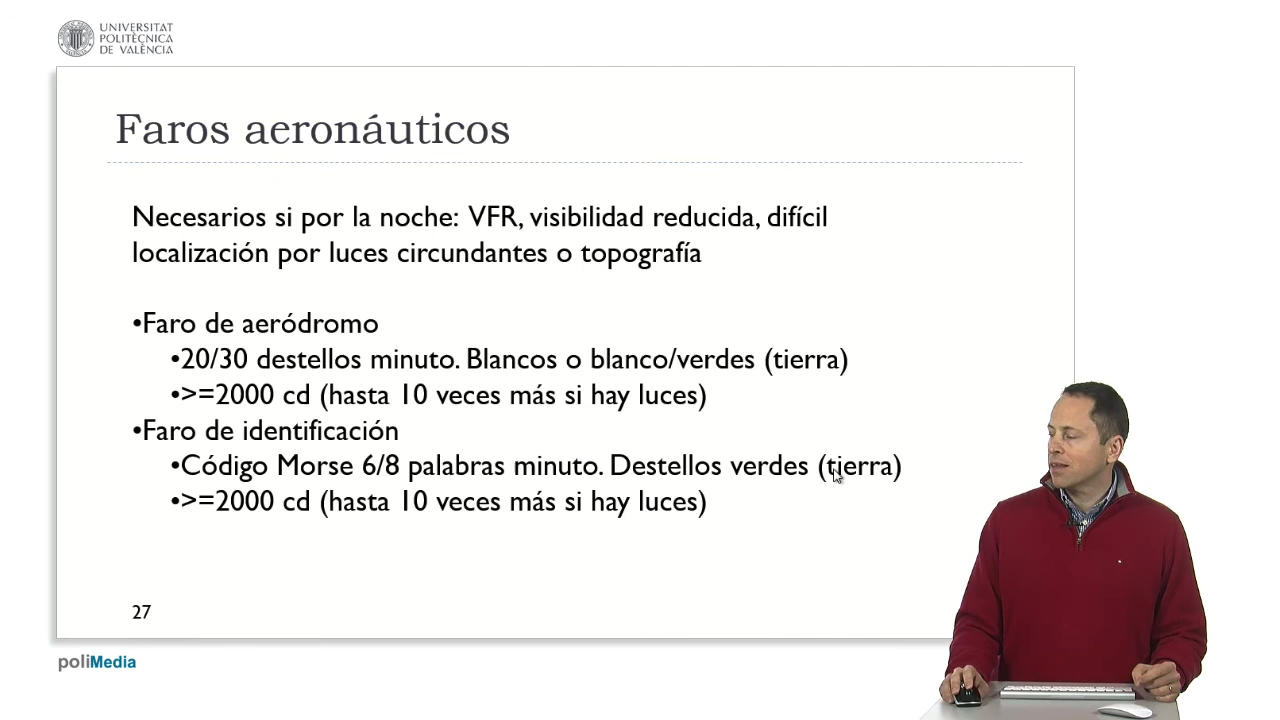 UNIVERSITAT
POLITÈCNICA
DE VALÈNCIA
Faros aeronáuticos
Necesarios si por la noche: VFR, visibilidad reducida, difícil
localización por luces circundantes o topografía
•Faro de aeródromo
•20/30 destellos minuto. Blancos o blanco/verdes (tierra)
•>=2000 cd (hasta 10 veces más si hay luces)
•Faro de identificación
•Código Morse 6/8 palabras minuto. Destellos verdes (tierra)
•>=2000 cd (hasta 10 veces más si hay luces)
27
poliMedia